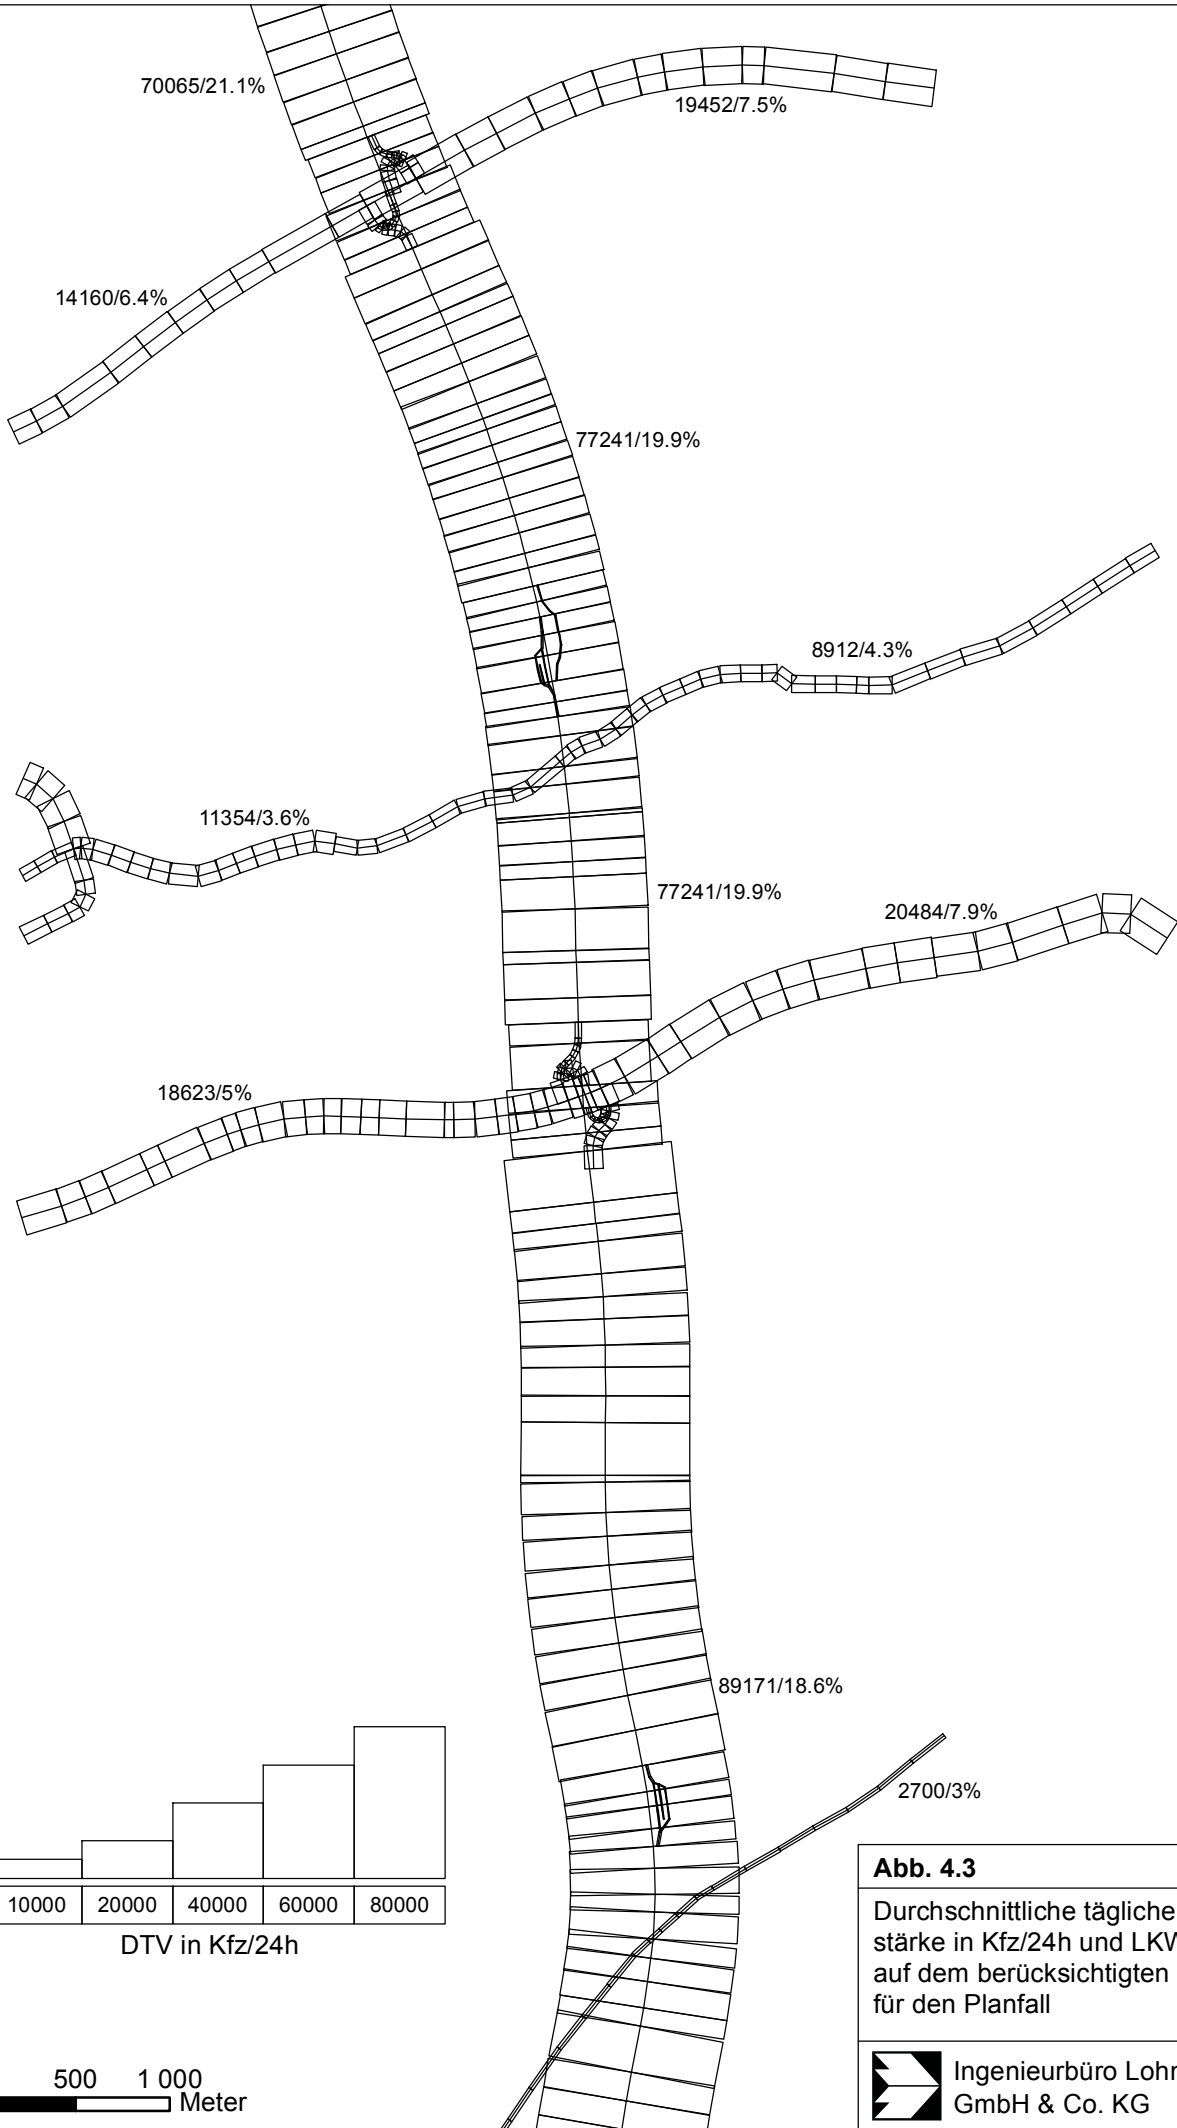 70065/21.1%
19452/7.5%
14160/6.4%
77241/19.9%
8912/4.3%
11354/3.6%
77241/19.9%
20484/7.9%
18623/5%
89171/18.6%
2700/3%
10000 20000 40000 60000 80000
DTV in Kfz/24h
500 1 000
Meter
Abb. 4.3
Durchschnittliche tägliche
stärke in Kfz/24h und LKW
auf dem berücksichtigten
für den Planfall
Ingenieurbüro Lohm
GmbH & Co. KG